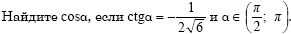 Найдите cosα, если ctgα = −1/(2√6) и α ∈ (π/2; π).